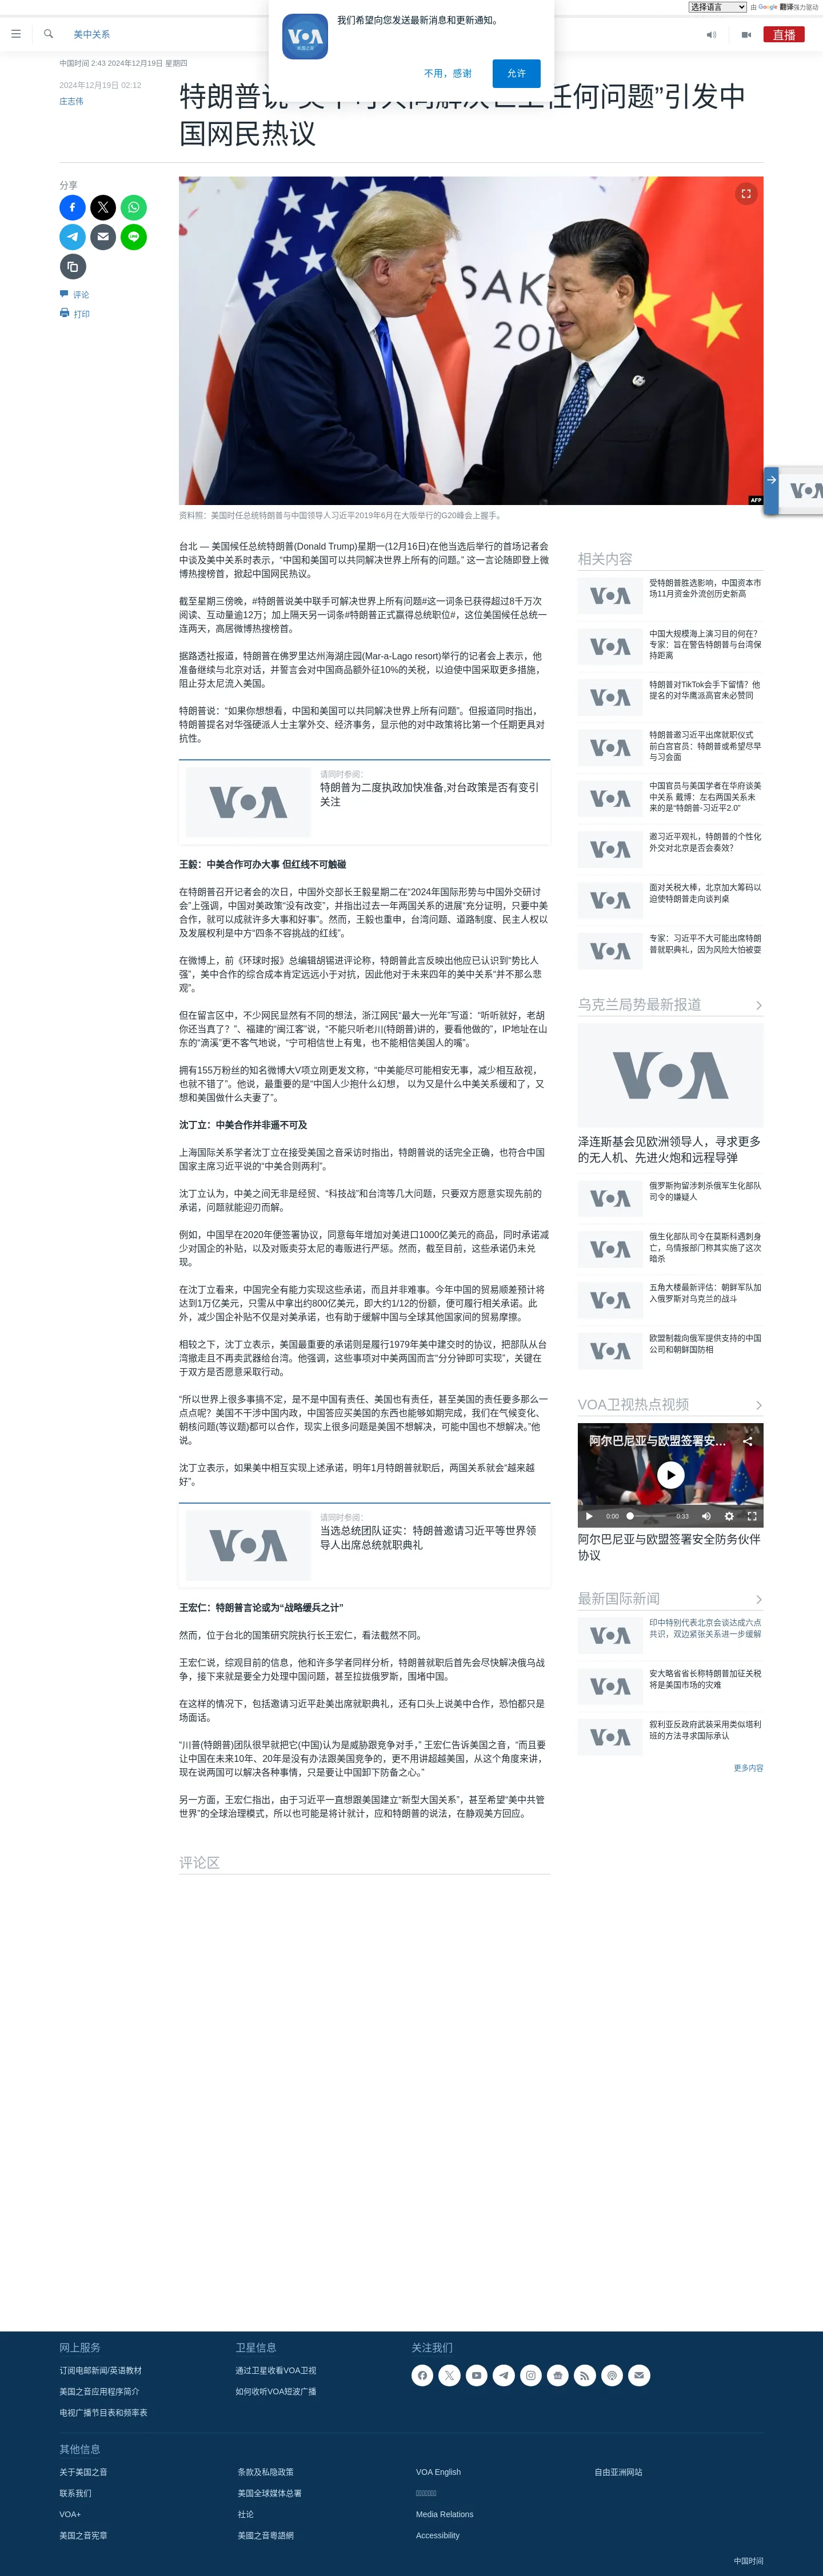 选择语言 由 Google 翻译强力驱动
我们希望向您发送最新消息和更新通知。
不用，感谢 允许
美中关系
直播
中国时间 2:43 2024年12月19日 星期四
2024年12月19日 02:12
庄志伟
特朗普说“美中可共同解决世上任何问题”引发中
国网民热议
分享
评论
打印
AFP
资料照：美国时任总统特朗普与中国领导人习近平2019年6月在大阪举行的G20峰会上握手。
台北 — 美国候任总统特朗普(Donald Trump)星期一(12月16日)在他当选后举行的首场记者会
中谈及美中关系时表示，“中国和美国可以共同解决世界上所有的问题。” 这一言论随即登上微
博热搜榜首，掀起中国网民热议。
截至星期三傍晚，#特朗普说美中联手可解决世界上所有问题#这一词条已获得超过8千万次
阅读、互动量逾12万；加上隔天另一词条#特朗普正式赢得总统职位#，这位美国候任总统一
连两天，高居微博热搜榜首。
据路透社报道，特朗普在佛罗里达州海湖庄园(Mar-a-Lago resort)举行的记者会上表示，他
准备继续与北京对话，并誓言会对中国商品额外征10%的关税，以迫使中国采取更多措施，
阻止芬太尼流入美国。
特朗普说：“如果你想想看，中国和美国可以共同解决世界上所有问题”。但报道同时指出，
特朗普提名对华强硬派人士主掌外交、经济事务，显示他的对中政策将比第一个任期更具对
抗性。
请同时参阅：
特朗普为二度执政加快准备,对台政策是否有变引
关注
王毅：中美合作可办大事 但红线不可触碰
在特朗普召开记者会的次日，中国外交部长王毅星期二在“2024年国际形势与中国外交研讨
会”上强调，中国对美政策“没有改变”，并指出过去一年两国关系的进展“充分证明，只要中美
合作，就可以成就许多大事和好事”。然而，王毅也重申，台湾问题、道路制度、民主人权以
及发展权利是中方“四条不容挑战的红线”。
在微博上，前《环球时报》总编辑胡锡进评论称，特朗普此言反映出他应已认识到“势比人
强”，美中合作的综合成本肯定远远小于对抗，因此他对于未来四年的美中关系“并不那么悲
观”。
但在留言区中，不少网民显然有不同的想法，浙江网民“最大一光年”写道：“听听就好，老胡
你还当真了？”、福建的“闽江客”说，“不能只听老川(特朗普)讲的，要看他做的”，IP地址在山
东的“滴溪”更不客气地说，“宁可相信世上有鬼，也不能相信美国人的嘴”。
拥有155万粉丝的知名微博大V项立刚更发文称，“中美能尽可能相安无事，减少相互敌视，
也就不错了”。他说，最重要的是“中国人少抱什么幻想， 以为又是什么中美关系缓和了，又
想和美国做什么夫妻了”。
沈丁立：中美合作并非遥不可及
上海国际关系学者沈丁立在接受美国之音采访时指出，特朗普说的话完全正确，也符合中国
国家主席习近平说的“中美合则两利”。
沈丁立认为，中美之间无非是经贸、“科技战”和台湾等几大问题，只要双方愿意实现先前的
承诺，问题就能迎刃而解。
例如，中国早在2020年便签署协议，同意每年增加对美进口1000亿美元的商品，同时承诺减
少对国企的补贴，以及对贩卖芬太尼的毒贩进行严惩。然而，截至目前，这些承诺仍未兑
现。
在沈丁立看来，中国完全有能力实现这些承诺，而且并非难事。今年中国的贸易顺差预计将
达到1万亿美元，只需从中拿出约800亿美元，即大约1/12的份额，便可履行相关承诺。此
外，减少国企补贴不仅是对美承诺，也有助于缓解中国与全球其他国家间的贸易摩擦。
相较之下，沈丁立表示，美国最重要的承诺则是履行1979年美中建交时的协议，把部队从台
湾撤走且不再卖武器给台湾。他强调，这些事项对中美两国而言“分分钟即可实现”，关键在
于双方是否愿意采取行动。
“所以世界上很多事搞不定，是不是中国有责任、美国也有责任，甚至美国的责任要多那么一
点点呢？美国不干涉中国内政，中国答应买美国的东西也能够如期完成，我们在气候变化、
朝核问题(等议题)都可以合作，现实上很多问题是美国不想解决，可能中国也不想解决。”他
说。
沈丁立表示，如果美中相互实现上述承诺，明年1月特朗普就职后，两国关系就会“越来越
好”。
请同时参阅：
当选总统团队证实：特朗普邀请习近平等世界领
导人出席总统就职典礼
王宏仁：特朗普言论或为“战略缓兵之计”
然而，位于台北的国策研究院执行长王宏仁，看法截然不同。
王宏仁说，综观目前的信息，他和许多学者同样分析，特朗普就职后首先会尽快解决俄乌战
争，接下来就是要全力处理中国问题，甚至拉拢俄罗斯，围堵中国。
在这样的情况下，包括邀请习近平赴美出席就职典礼，还有口头上说美中合作，恐怕都只是
场面话。
“川普(特朗普)团队很早就把它(中国)认为是威胁跟竞争对手，” 王宏仁告诉美国之音，“而且要
让中国在未来10年、20年是没有办法跟美国竞争的，更不用讲超越美国，从这个角度来讲，
现在说两国可以解决各种事情，只是要让中国卸下防备之心。”
另一方面，王宏仁指出，由于习近平一直想跟美国建立“新型大国关系”，甚至希望“美中共管
世界”的全球治理模式，所以也可能是将计就计，应和特朗普的说法，在静观美方回应。
评论区
相关内容
受特朗普胜选影响，中国资本市
场11月资金外流创历史新高
中国大规模海上演习目的何在？
专家：旨在警告特朗普与台湾保
持距离
特朗普对TikTok会手下留情？他
提名的对华鹰派高官未必赞同
特朗普邀习近平出席就职仪式
前白宫官员：特朗普或希望尽早
与习会面
中国官员与美国学者在华府谈美
中关系 戴博：左右两国关系未
来的是“特朗普-习近平2.0”
邀习近平观礼，特朗普的个性化
外交对北京是否会奏效？
面对关税大棒，北京加大筹码以
迫使特朗普走向谈判桌
专家：习近平不大可能出席特朗
普就职典礼，因为风险大怕被耍
乌克兰局势最新报道
泽连斯基会见欧洲领导人，寻求更多
的无人机、先进火炮和远程导弹
俄罗斯拘留涉刺杀俄军生化部队
司令的嫌疑人
俄生化部队司令在莫斯科遇刺身
亡，乌情报部门称其实施了这次
暗杀
五角大楼最新评估：朝鲜军队加
入俄罗斯对乌克兰的战斗
欧盟制裁向俄军提供支持的中国
公司和朝鲜国防相
VOA卫视热点视频
阿尔巴尼亚与欧盟签署安...
0:00 0:33
阿尔巴尼亚与欧盟签署安全防务伙伴
协议
最新国际新闻
印中特别代表北京会谈达成六点
共识，双边紧张关系进一步缓解
安大略省省长称特朗普加征关税
将是美国市场的灾难
叙利亚反政府武装采用类似塔利
班的方法寻求国际承认
更多内容
网上服务 卫星信息 关注我们
订阅电邮新闻/英语教材 通过卫星收看VOA卫视
美国之音应用程序简介 如何收听VOA短波广播
电视广播节目表和频率表
其他信息
关于美国之音 条款及私隐政策 VOA English 自由亚洲网站
联系我们 美国全球媒体总署
VOA+ 社论 Media Relations
美国之音宪章 美國之音粵語網 Accessibility
中国时间